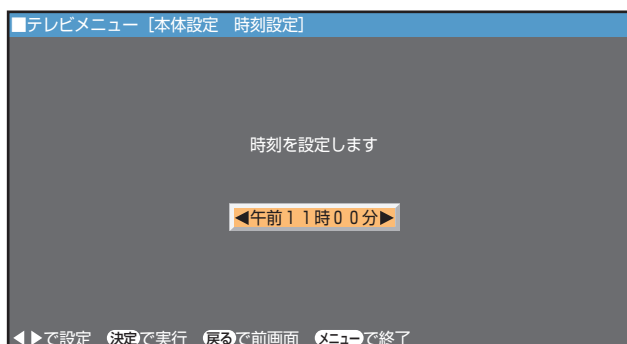 ■テレビメニュー［本体設定　時刻設定］
時刻を設定します
◀午前１１時００分▶
◀▶で設定　決定で実行　戻るで前画面　メニューで終了